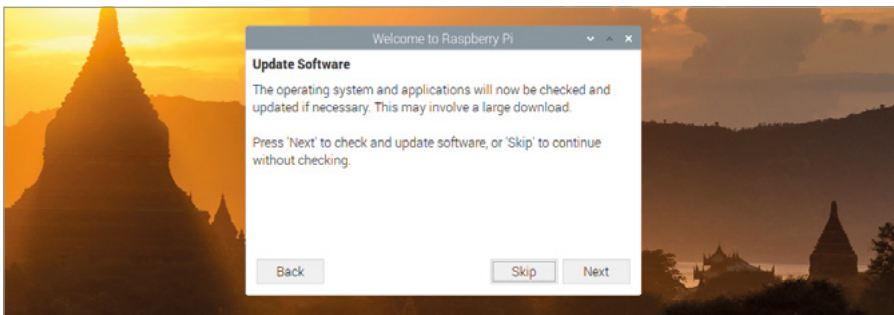 Welcome to Raspberry Pi
Update Software
The operating system and applications will now be checked and
updated if necessary. This may involve a large download.
Press 'Next' to check and update software, or 'Skip' to continue
without checking.
Back
Skip
Next